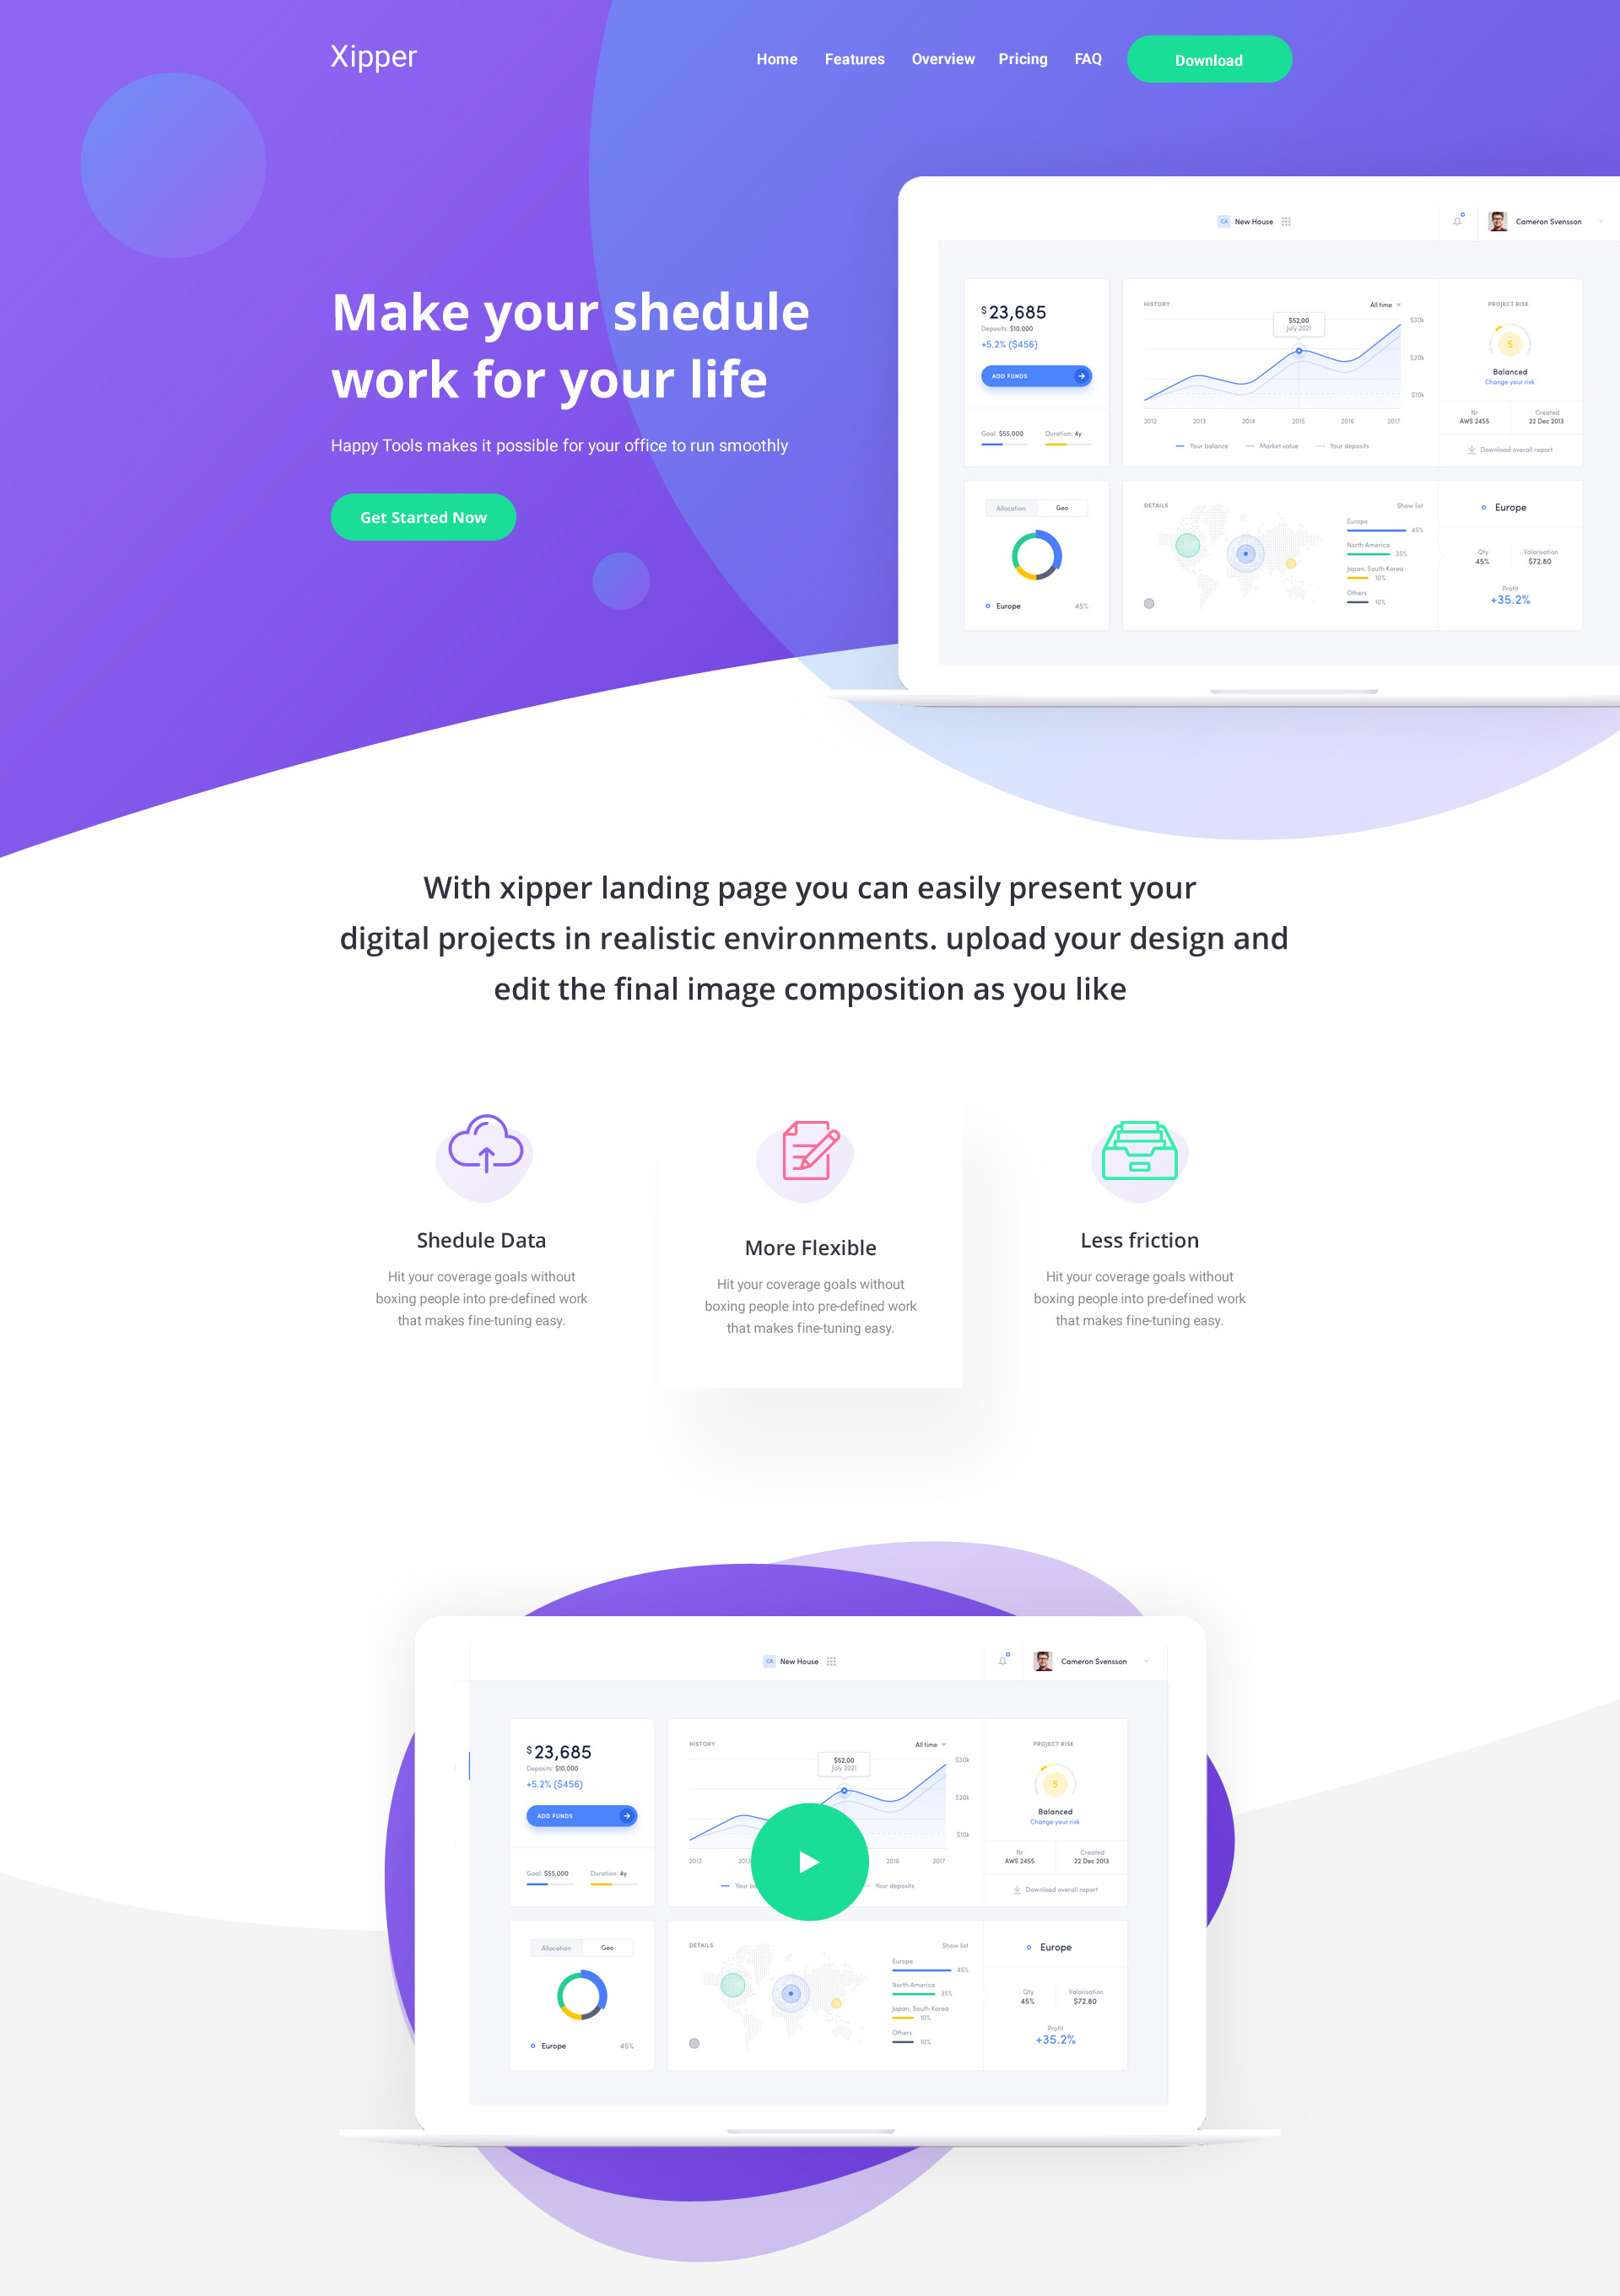 Xipper
Home Features Overview Pricing FAQ Download
CA New House
Cameron Svensson
Make your shedule
work for your life
Happy Tools makes it possible for your office to run smoothly
Get Started Now
$23,685
Deposits: $10,000
+5.2% ($456)
ADD FUNDS
Goal: $55,000 Duration: 4y
HISTORY All time
$52,00
July 2021
$30k
$20k
$10k
2012 2013 2014 2015 2016 2017
Your balance Market value Your deposits
PROJECT RISK
5
Balanced
Change your risk
Nr Created
AWS 2455 22 Dec 2013
Download overall report
Allocation Geo
Europe 45%
DETAILS Show list
Europe
45%
North America
35%
Japan, South Korea
10%
Others
10%
Europe
Qty Valorisation
45% $72.80
Profit
+35.2%
With xipper landing page you can easily present your
digital projects in realistic environments. upload your design and
edit the final image composition as you like
Shedule Data
Hit your coverage goals without
boxing people into pre-defined work
that makes fine-tuning easy.
More Flexible
Hit your coverage goals without
boxing people into pre-defined work
that makes fine-tuning easy.
Less friction
Hit your coverage goals without
boxing people into pre-defined work
that makes fine-tuning easy.
CA New House
Cameron Svensson
$23,685
Deposits: $10,000
+5.2% ($456)
ADD FUNDS
Goal: $55,000 Duration: 4y
HISTORY All time
$52,00
July 2021
$30k
$20k
$10k
2012 2013 2016 2017
Your Your deposits
PROJECT RISK
5
Balanced
Change your risk
Nr Created
AWS 2455 22 Dec 2013
Download overall report
Allocation Geo
Europe 45%
DETAILS Show list
Europe
45%
North America
35%
Japan, South Korea
10%
Others
10%
Europe
Qty Valorisation
45% $72.80
Profit
+35.2%